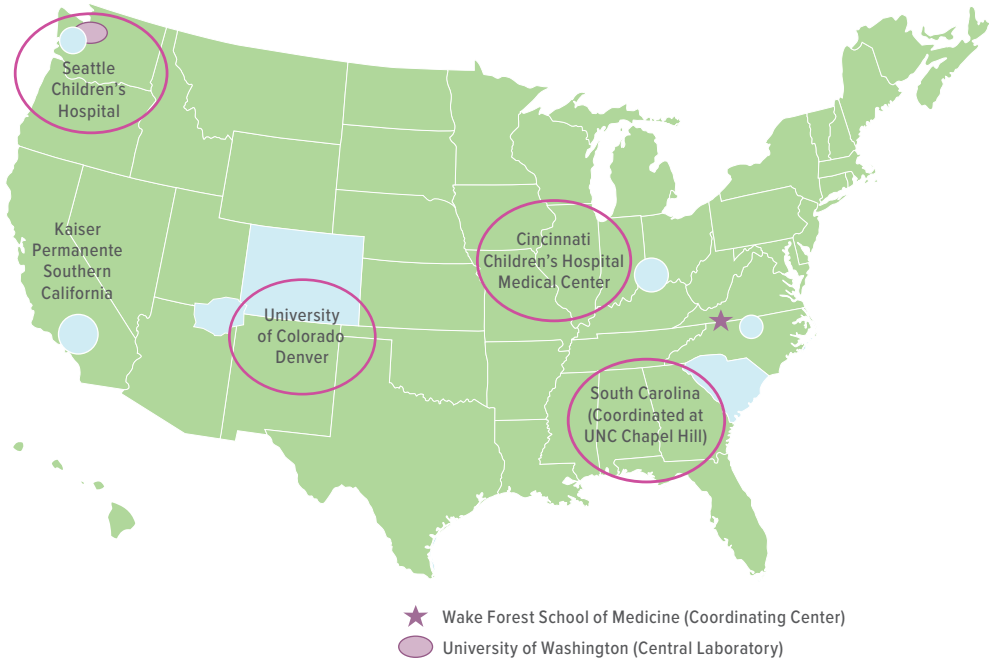 Seattle
Children's
Hospital
Kaiser
Permanente
Southern
California
University
of Colorado
Denver
Cincinnati
Children's Hospital
Medical Center
South Carolina
(Coordinated at
UNC Chapel Hill)
Wake Forest School of Medicine (Coordinating Center)
University of Washington (Central Laboratory)